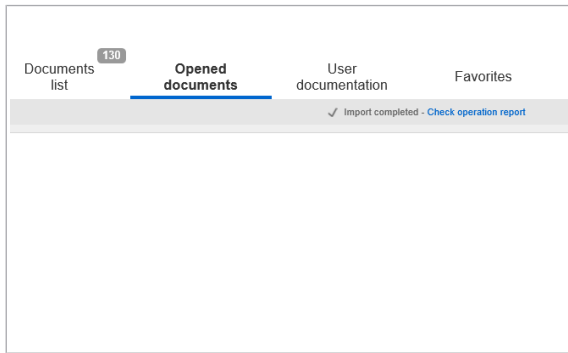 130
Documents
list
Opened
documents
User
documentation
Favorites
Import completed - Check operation report